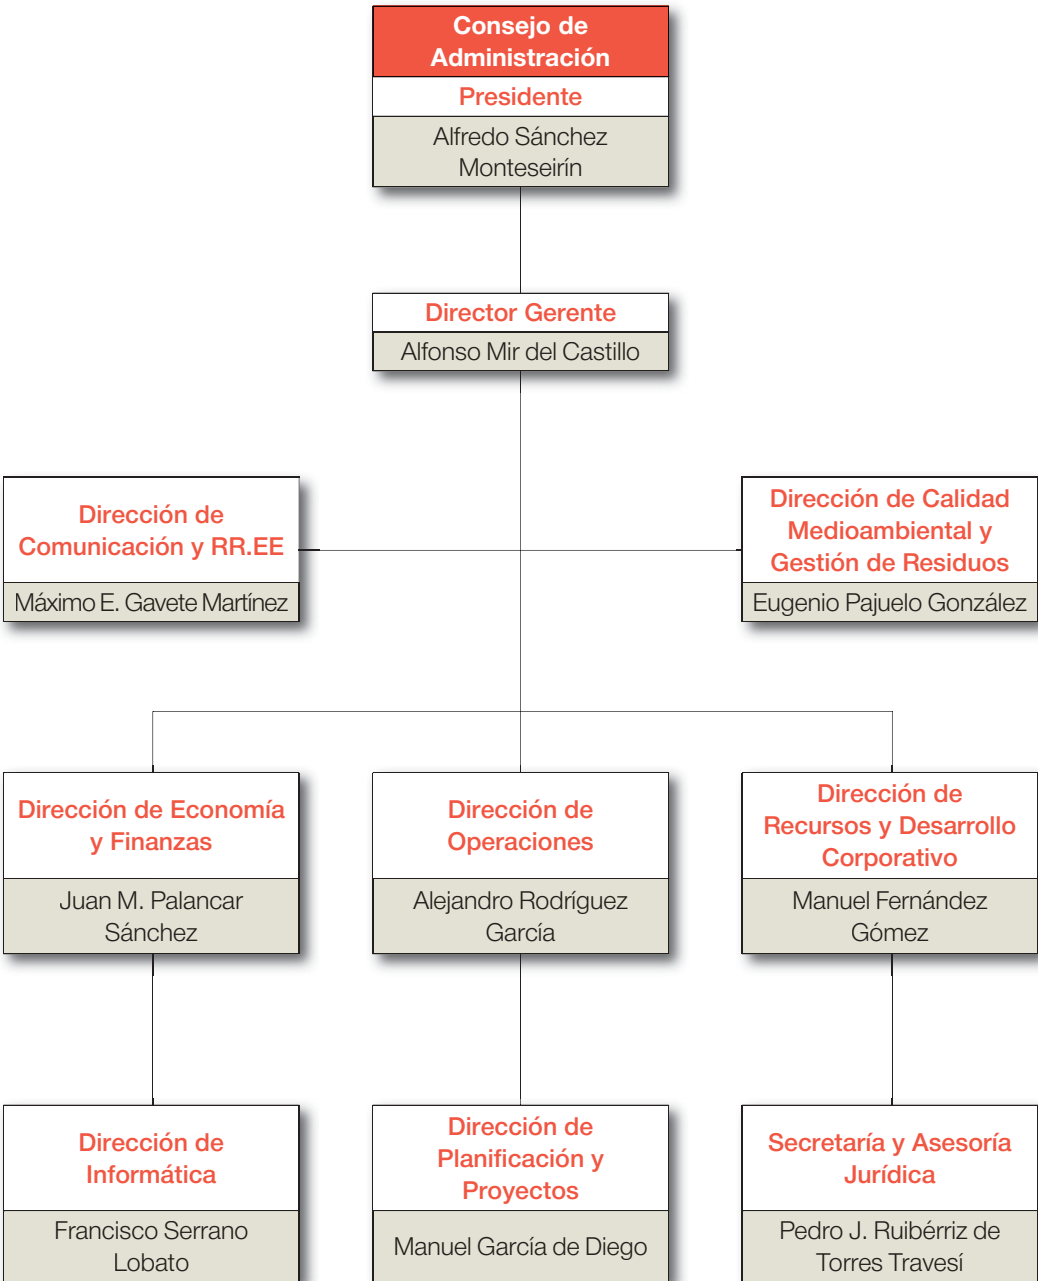 Consejo de
Administración
Presidente
Alfredo Sánchez
Monteseirín
Director Gerente
Alfonso Mir del Castillo
Dirección de
Comunicación y RR.EE
Máximo E. Gavete Martínez
Dirección de Calidad
Medioambiental y
Gestión de Residuos
Eugenio Pajuelo González
Dirección de Economía
y Finanzas
Juan M. Palancar
Sánchez
Dirección de
Operaciones
Alejandro Rodríguez
García
Dirección de
Recursos y Desarrollo
Corporativo
Manuel Fernández
Gómez
Dirección de
Informática
Francisco Serrano
Lobato
Dirección de
Planificación y
Proyectos
Manuel García de Diego
Secretaría y Asesoría
Jurídica
Pedro J. Ruibérriz de
Torres Travesí